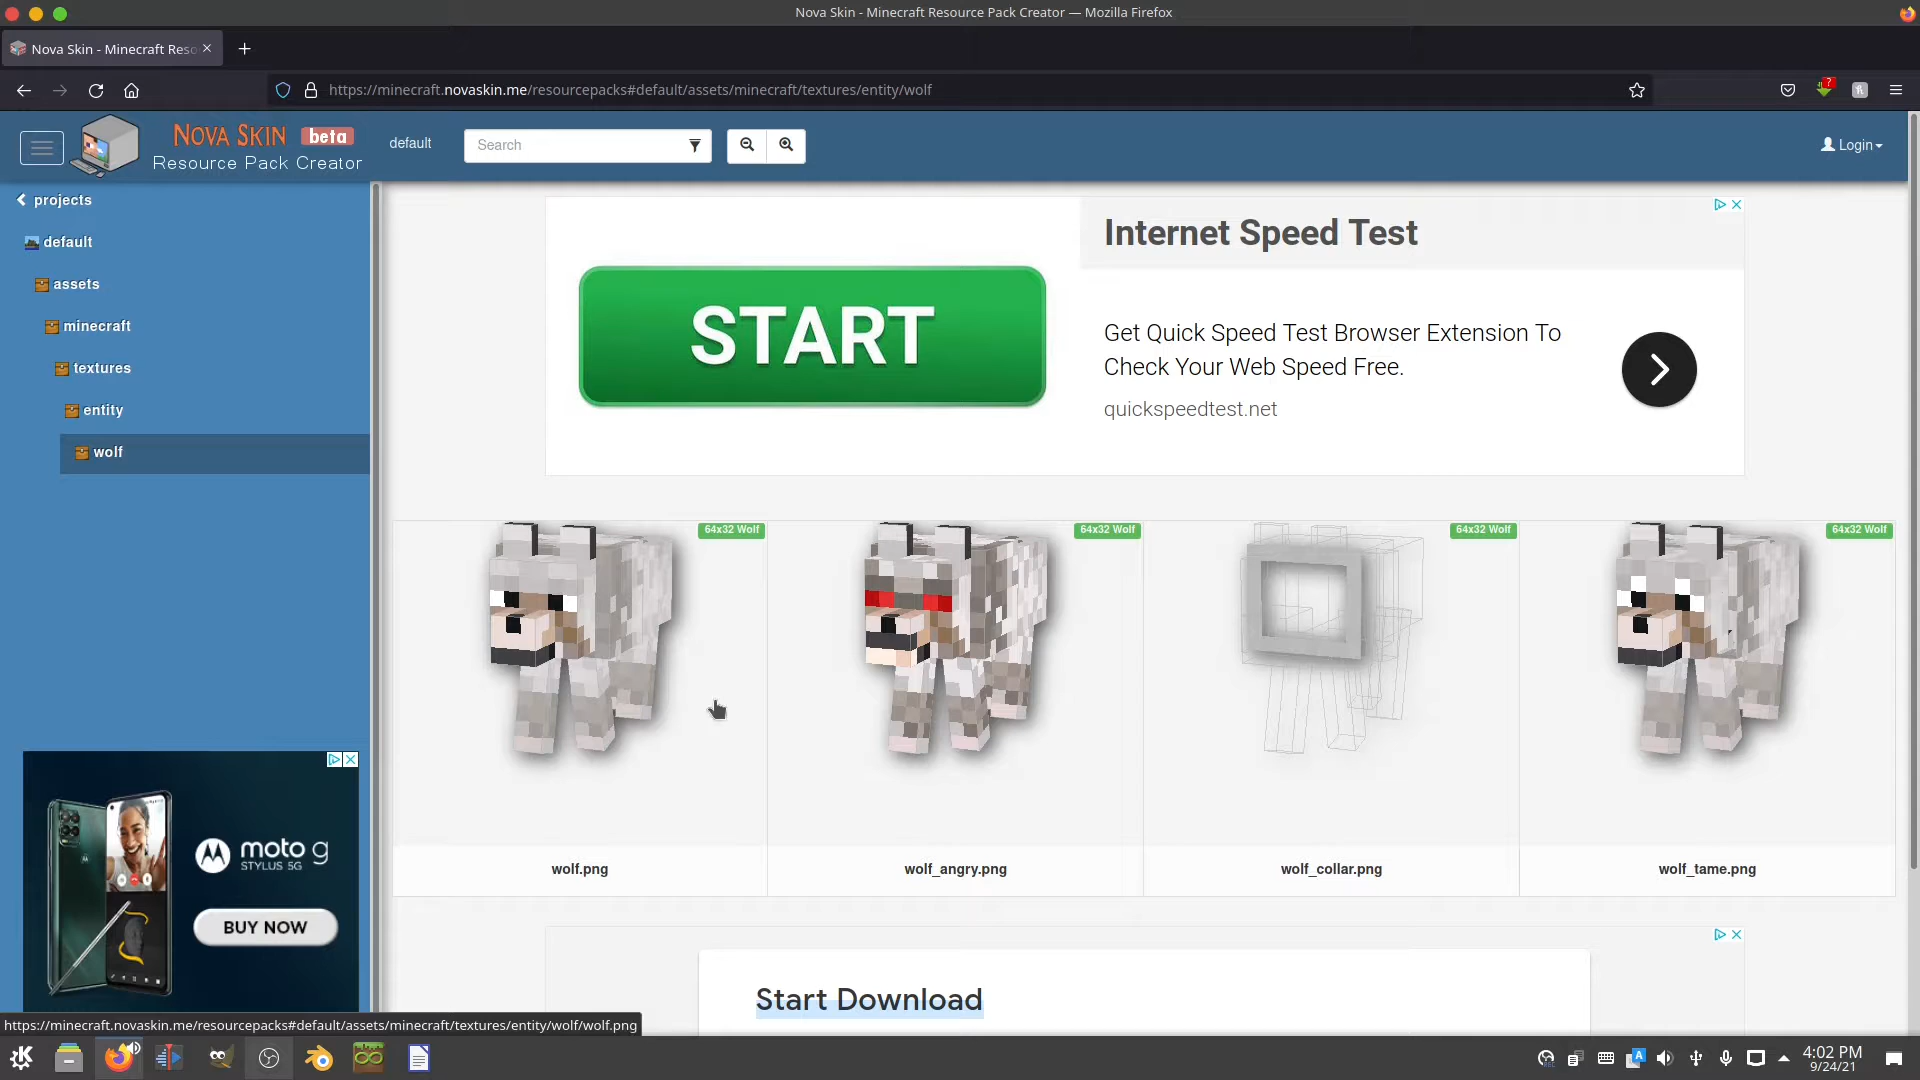 Nova Skin - Minecraft Resource Pack Creator — Mozilla Firefox
Nova Skin - Minecraft Reso
https://minecraft.novaskin.me/resourcepacks#default/assets/minecraft/textures/entity/wolf
NOVA SKIN beta
Resource Pack Creator
default
Search
Login
projects
default
assets
minecraft
textures
entity
wolf
START
Internet Speed Test
Get Quick Speed Test Browser Extension To
Check Your Web Speed Free.
quickspeedtest.net
64x32 Wolf
64x32 Wolf
64x32 Wolf
64x32 Wolf
wolf.png
wolf_angry.png
wolf_collar.png
wolf_tame.png
moto g
STYLUS 5G
BUY NOW
Start Download
https://minecraft.novaskin.me/resourcepacks#default/assets/minecraft/textures/entity/wolf/wolf.png
4:02 PM
9/24/21